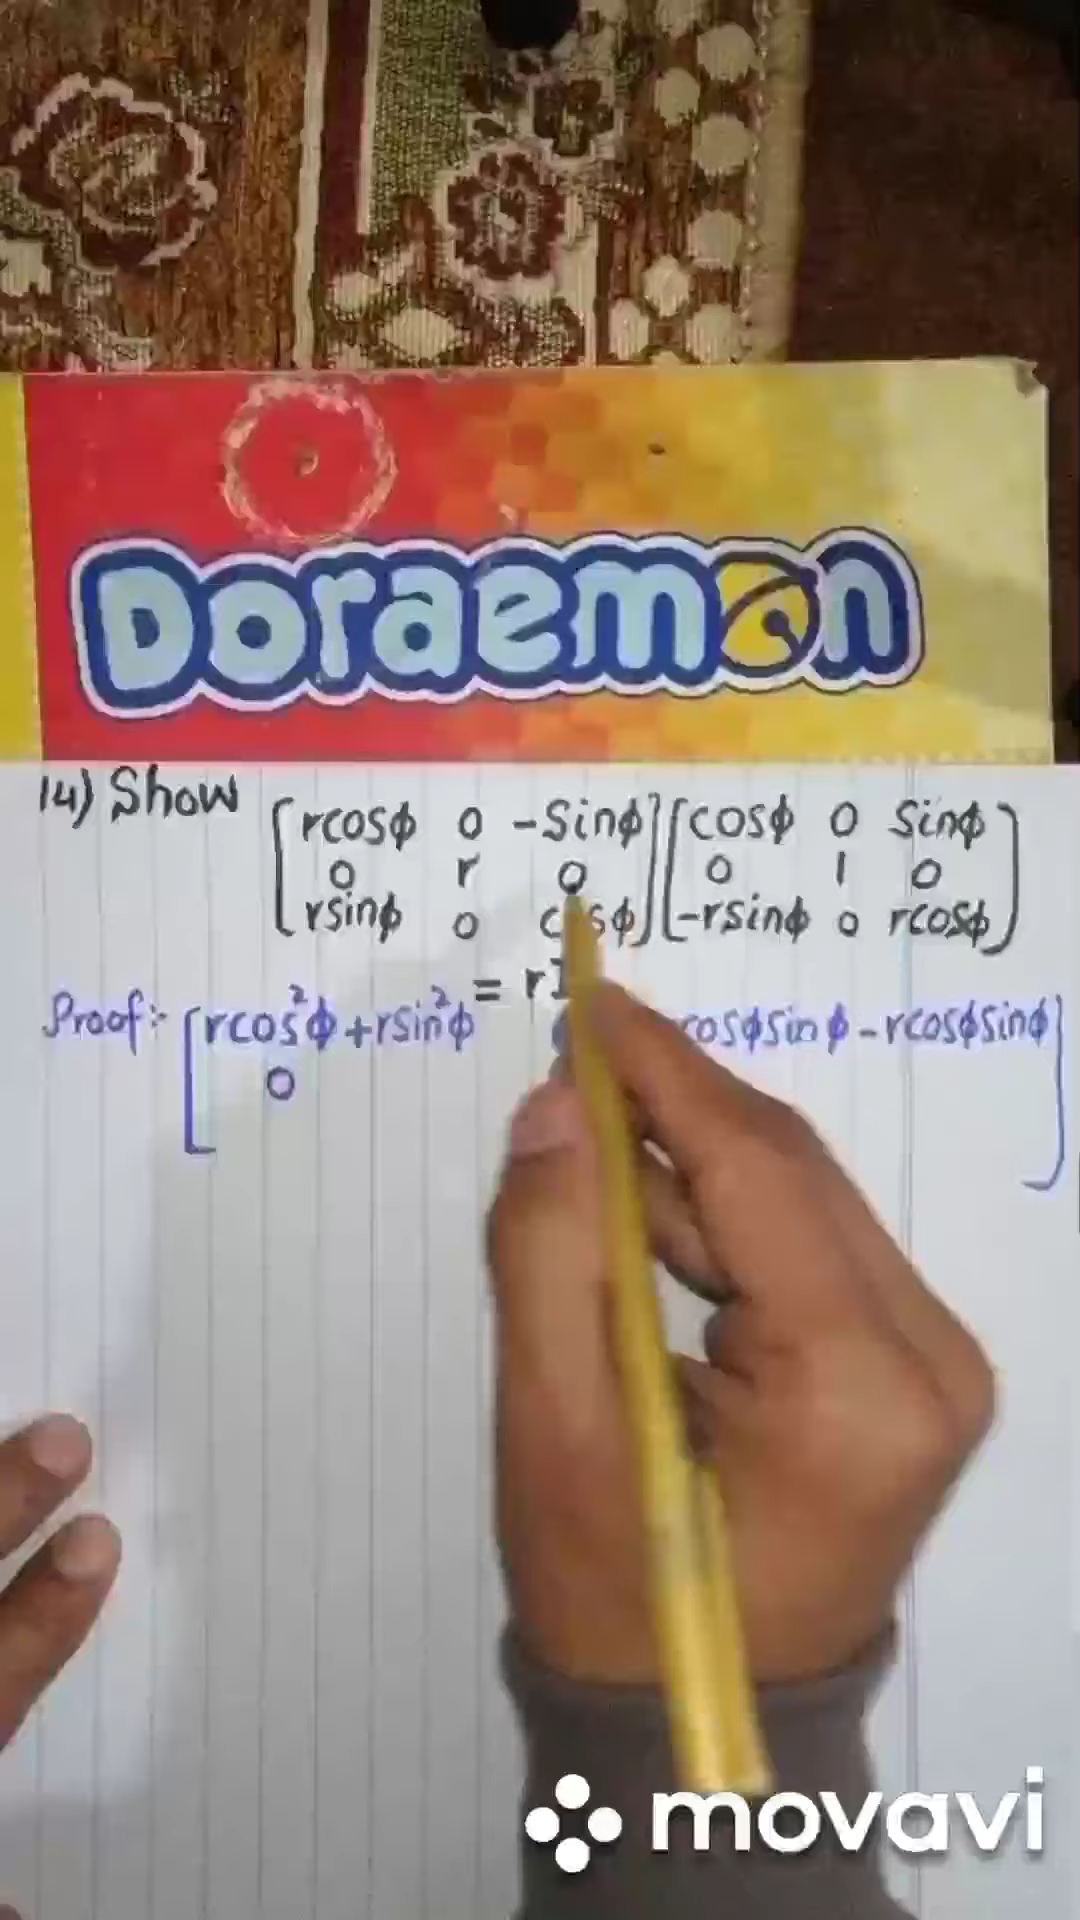 Doraemon
14) Show
[rcosϕ 0 -Sinϕ][cosϕ 0 Sinϕ]
0 r 0 0 1 0
rsinϕ 0 cosϕ -rsinϕ 0 rcosϕ
= rI
Proof:- [rcos²ϕ+rsin²ϕ cosϕsinϕ-rcosϕsinϕ]
0
movavi